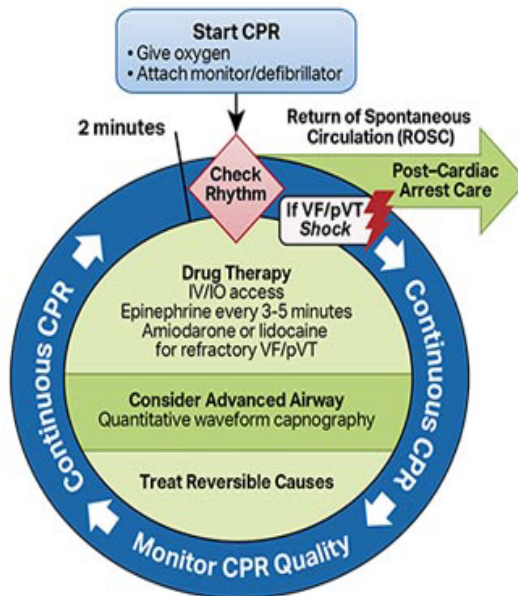 Start CPR
• Give oxygen
• Attach monitor/defibrillator
2 minutes
Return of Spontaneous
Circulation (ROSC)
Check
Rhythm
Post–Cardiac
Arrest Care
If VF/pVT
Shock
Drug Therapy
IV/IO access
Epinephrine every 3-5 minutes
Amiodarone or lidocaine
for refractory VF/pVT
Consider Advanced Airway
Quantitative waveform capnography
Treat Reversible Causes
Continuous CPR
Continuous CPR
Monitor CPR Quality